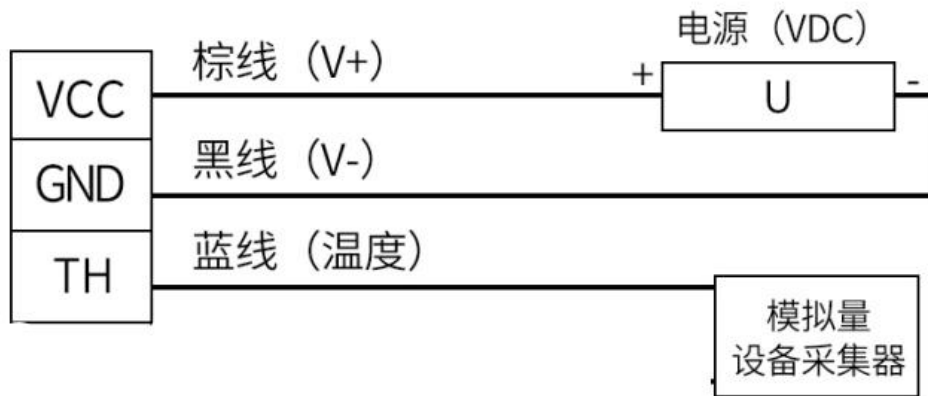 电源（VDC）
棕线（V+）
+
-
VCC
U
黑线（V-）
GND
蓝线（温度）
TH
模拟量
设备采集器